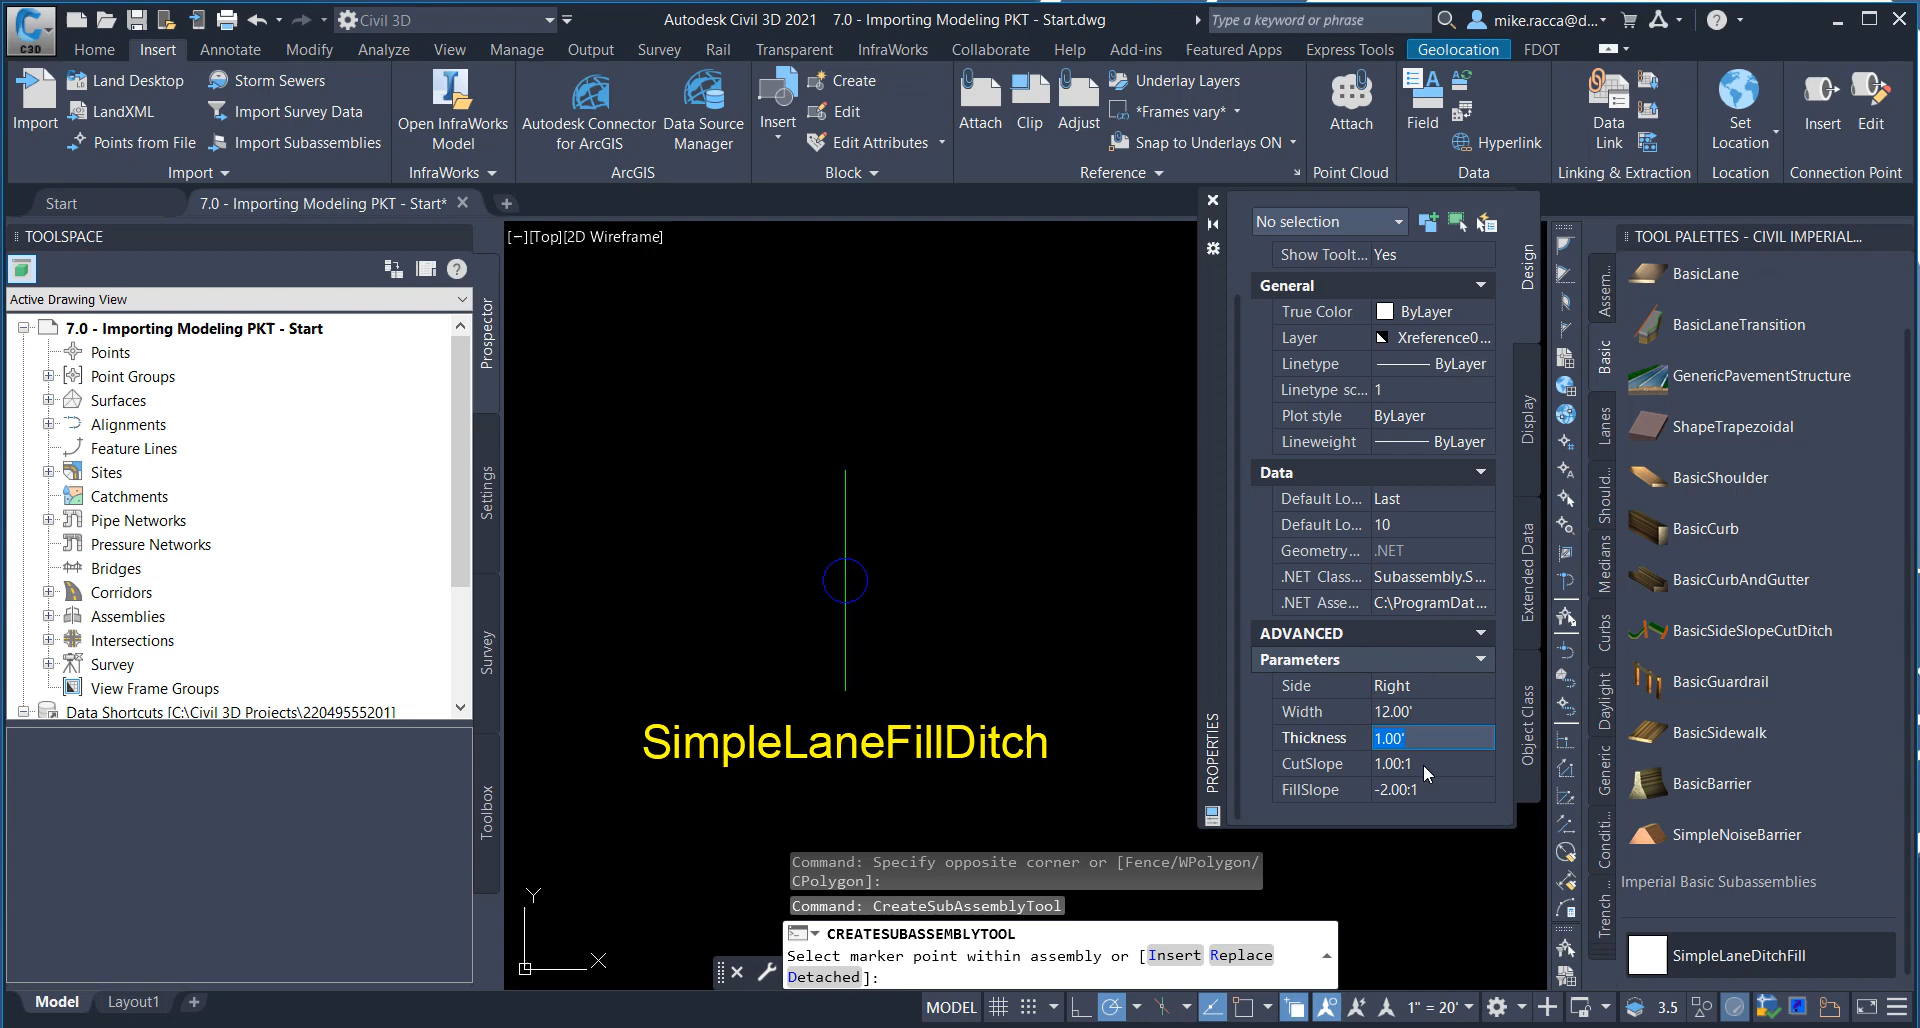 C3D
Civil 3D
Autodesk Civil 3D 2021 7.0 - Importing Modeling PKT - Start.dwg
Type a keyword or phrase
mike.racca@d...
Home Insert Annotate Modify Analyze View Manage Output Survey Rail Transparent InfraWorks Collaborate Help Add-ins Featured Apps Express Tools Geolocation FDOT
Import
Land Desktop
LandXML
Points from File
Storm Sewers
Import Survey Data
Import Subassemblies
Open InfraWorks
Model
Autodesk Connector
for ArcGIS
Data Source
Manager
Insert
Create
Edit
Edit Attributes
Attach
Clip
Adjust
Underlay Layers
*Frames vary*
Snap to Underlays ON
Attach
Field
Hyperlink
Data
Link
Set
Location
Insert
Edit
Import
InfraWorks
ArcGIS
Block
Reference
Point Cloud
Data
Linking & Extraction
Location
Connection Point
Start
7.0 - Importing Modeling PKT - Start*
TOOLSPACE
Active Drawing View
7.0 - Importing Modeling PKT - Start
Points
Point Groups
Surfaces
Alignments
Feature Lines
Sites
Catchments
Pipe Networks
Pressure Networks
Bridges
Corridors
Assemblies
Intersections
Survey
View Frame Groups
Data Shortcuts [C:\Civil 3D Projects\2204955201]
Prospector
Settings
Survey
Toolbox
[−][Top][2D Wireframe]
SimpleLaneFillDitch
Y
X
No selection
Show Toolt... Yes
General
True Color ByLayer
Layer Xreference0...
Linetype ByLayer
Linetype sc... 1
Plot style ByLayer
Lineweight ByLayer
Data
Default Lo... Last
Default Lo... 10
Geometry... .NET
.NET Class... Subassembly.S...
.NET Asse... C:\ProgramDat...
ADVANCED
Parameters
Side Right
Width 12.00'
Thickness 1.00'
CutSlope 1.00:1
FillSlope -2.00:1
PROPERTIES
Design
Display
Extended Data
Object Class
TOOL PALETTES - CIVIL IMPERIAL...
Assem...
Basic
Lanes
Should...
Medians
Curbs
Daylight
Generic
Conditi...
Trench ...
BasicLane
BasicLaneTransition
GenericPavementStructure
ShapeTrapezoidal
BasicShoulder
BasicCurb
BasicCurbAndGutter
BasicSideSlopeCutDitch
BasicGuardrail
BasicSidewalk
BasicBarrier
SimpleNoiseBarrier
Imperial Basic Subassemblies
SimpleLaneDitchFill
Command: Specify opposite corner or [Fence/WPolygon/
CPolygon]:
Command: CreateSubAssemblyTool
CREATESUBASSEMBLYTOOL
Select marker point within assembly or [Insert Replace
Detached]:
Model Layout1
MODEL 1" = 20' 3.5